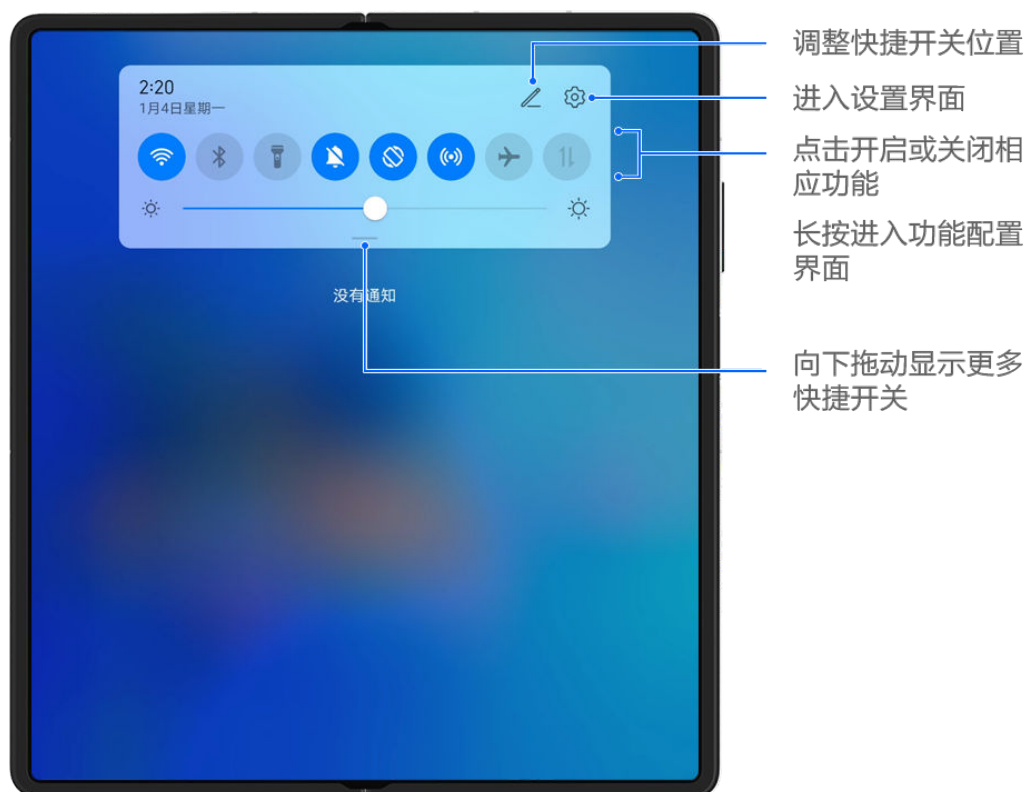 调整快捷开关位置
2:20
1月4日星期一
进入设置界面
点击开启或关闭相
应功能
长按进入功能配置
界面
没有通知
向下拖动显示更多
快捷开关